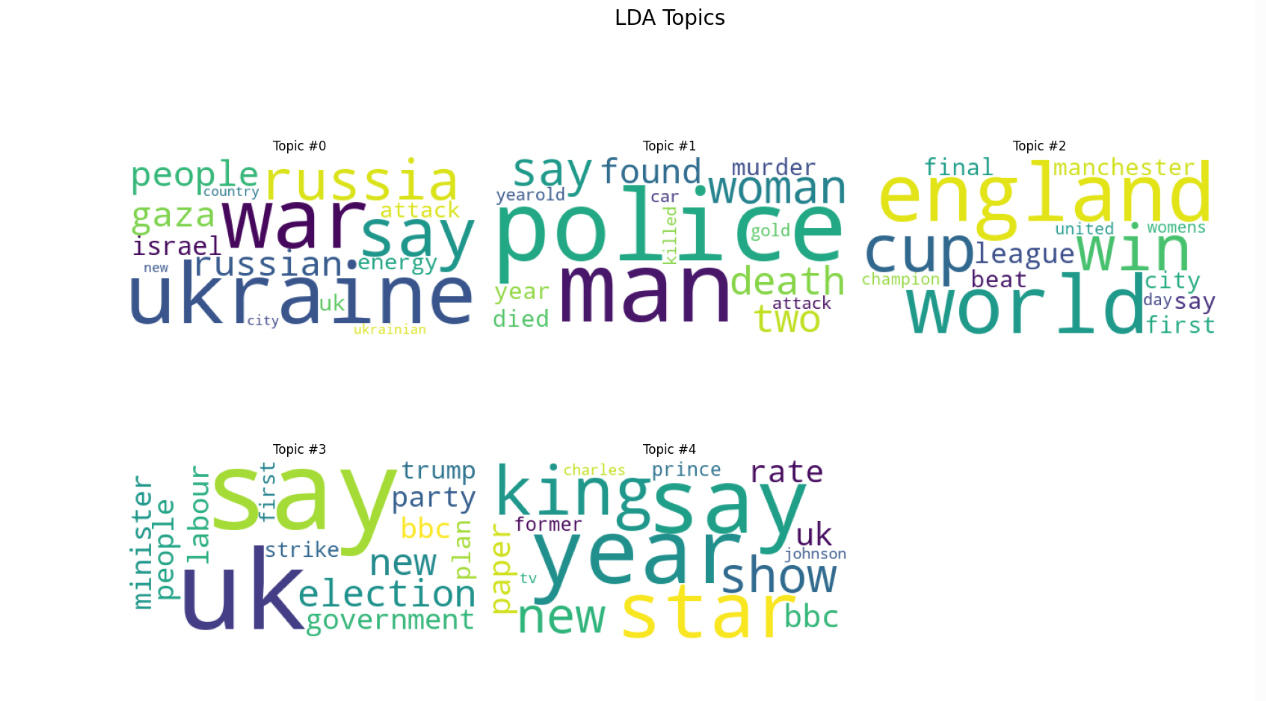 LDA Topics
Topic #0
people
russia
country
gaza
war
attack
israel
say
new
russian
energy
ukraine
uk
city
ukrainian
Topic #1
say
found
murder
yearold
car
woman
police
killed
gold
man
death
year
attack
died
two
Topic #2
final
manchester
england
cup
united
womens
league
win
champion
beat
city
world
day
say
first
Topic #3
say
first
trump
minister
people
labour
party
bbc
plan
strike
new
uk
election
government
Topic #4
king
charles
prince
rate
say
former
uk
paper
year
johnson
tv
show
new
star
bbc